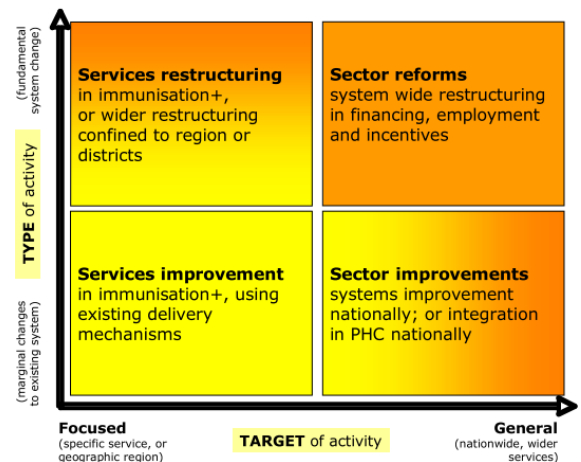 (fundamental
system change)
TYPE of activity
(marginal changes
to existing system)
Services restructuring
in immunisation+,
or wider restructuring
confined to region or
districts
Sector reforms
system wide restructuring
in financing, employment
and incentives
Services improvement
in immunisation+, using
existing delivery
mechanisms
Sector improvements
systems improvement
nationally; or integration
in PHC nationally
Focused
(specific service, or
geographic region)
TARGET of activity
General
(nationwide, wider
services)